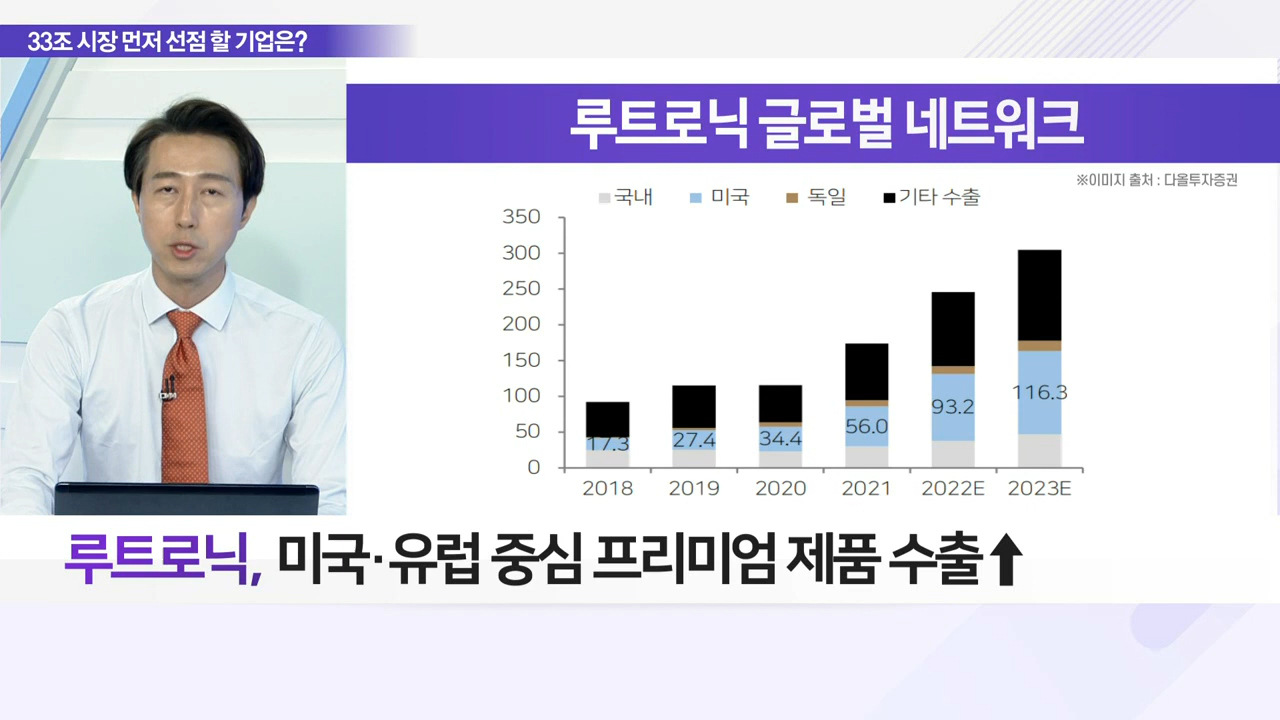 33조 시장 먼저 선점 할 기업은?
루트로닉 글로벌 네트워크
※이미지 출처 : 다올투자증권
국내 미국 독일 기타 수출
350
300
250
200
150
100
50
0
17.3
27.4
34.4
56.0
93.2
116.3
2018 2019 2020 2021 2022E 2023E
루트로닉, 미국·유럽 중심 프리미엄 제품 수출↑